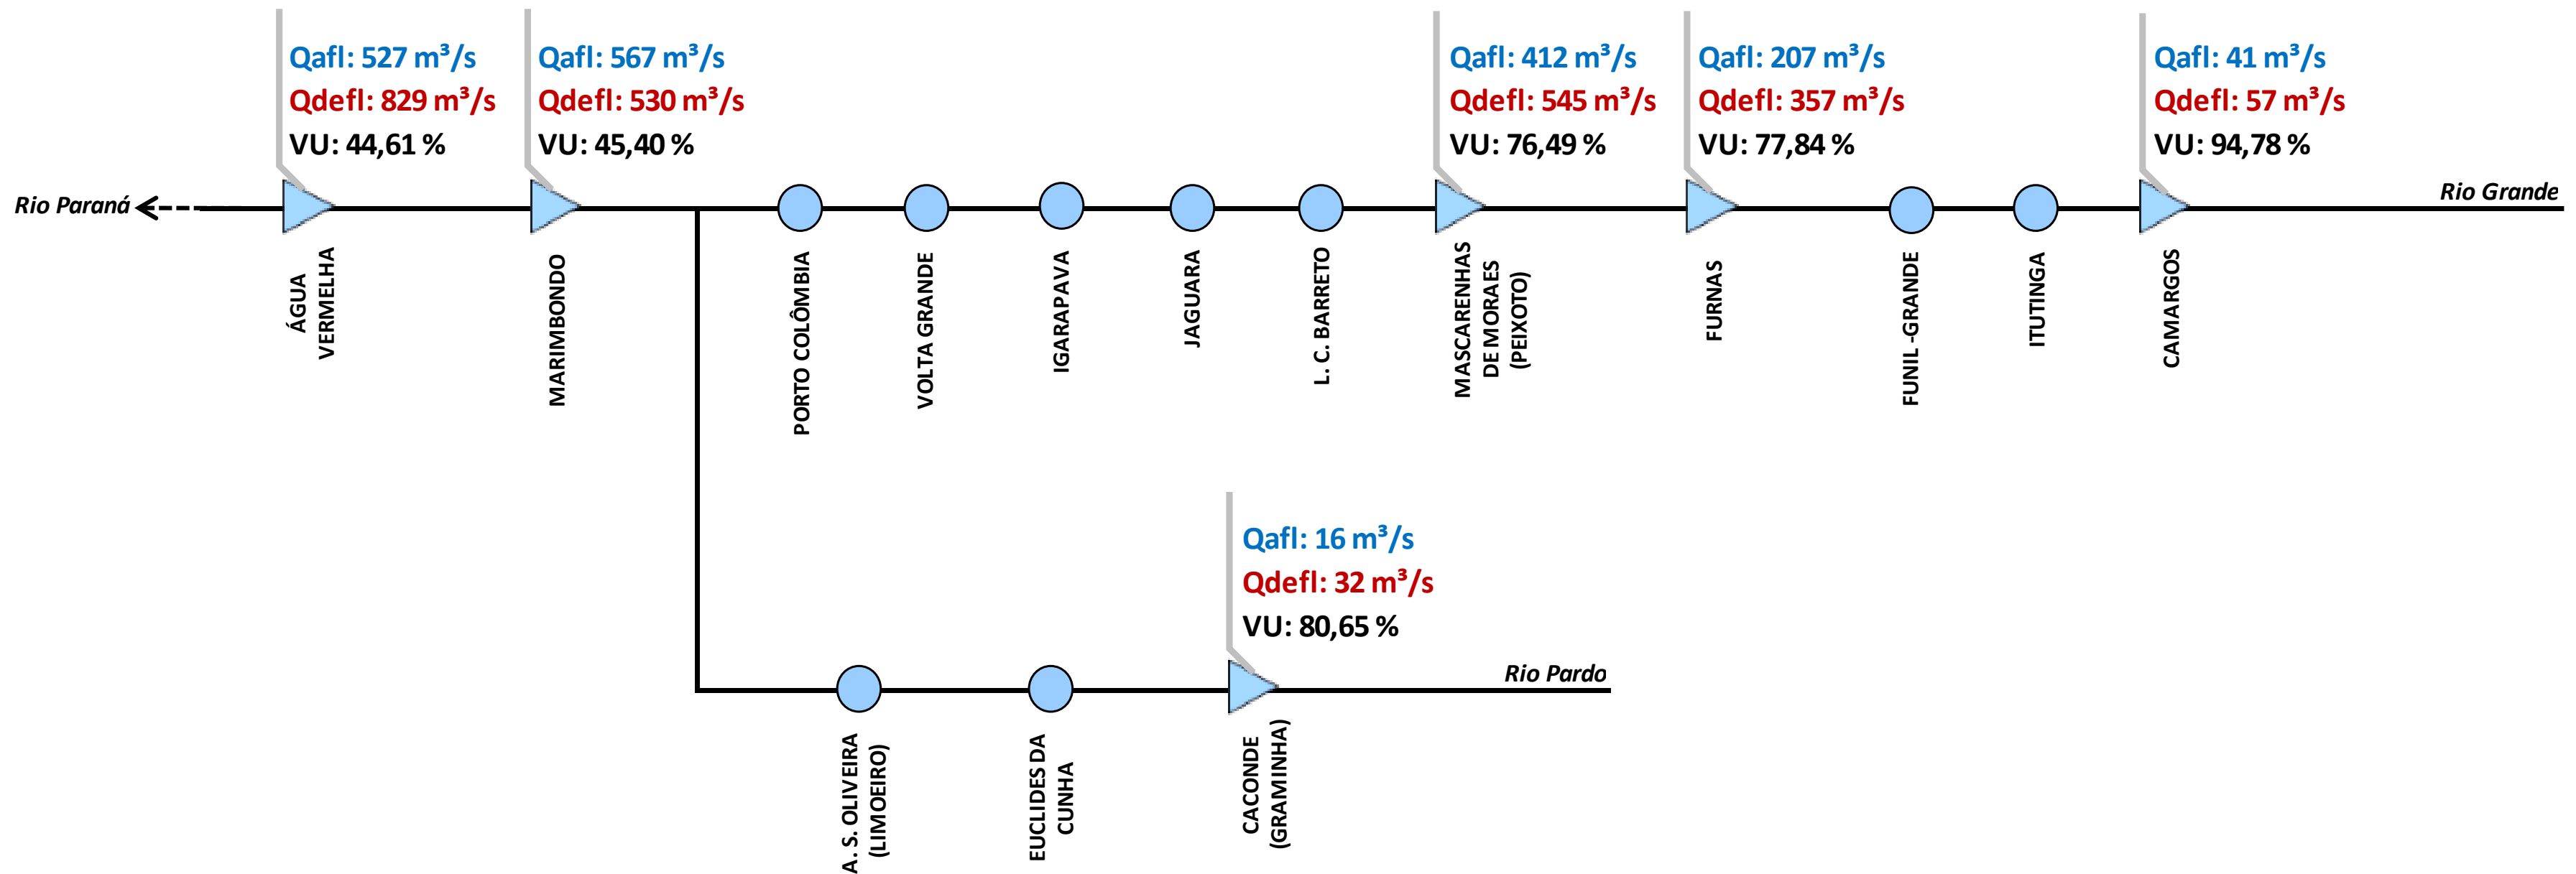 Qafl: 527 m³/s
Qdefl: 829 m³/s
VU: 44,61 %
Qafl: 567 m³/s
Qdefl: 530 m³/s
VU: 45,40 %
Qafl: 412 m³/s
Qdefl: 545 m³/s
VU: 76,49 %
Qafl: 207 m³/s
Qdefl: 357 m³/s
VU: 77,84 %
Qafl: 41 m³/s
Qdefl: 57 m³/s
VU: 94,78 %
Rio Paraná
Rio Grande
ÁGUA
VERMELHA
MARIMBONDO
PORTO COLÔMBIA
VOLTA GRANDE
IGARAPAVA
JAGUARA
L. C. BARRETO
MASCARENHAS
DE MORAES
(PEIXOTO)
FURNAS
FUNIL -GRANDE
ITUTINGA
CAMARGOS
Qafl: 16 m³/s
Qdefl: 32 m³/s
VU: 80,65 %
Rio Pardo
A. S. OLIVEIRA
(LIMOEIRO)
EUCLIDES DA
CUNHA
CACONDE
(GRAMINHA)